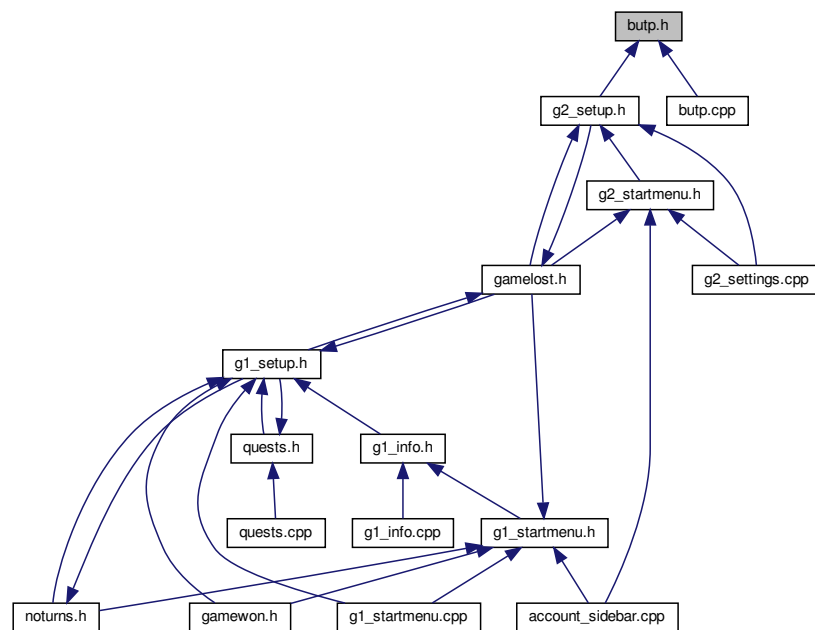 butp.h
g2_setup.h
butp.cpp
g2_startmenu.h
gamelost.h
g2_settings.cpp
g1_setup.h
quests.h
g1_info.h
quests.cpp
g1_info.cpp
g1_startmenu.h
noturns.h
gamewon.h
g1_startmenu.cpp
account_sidebar.cpp